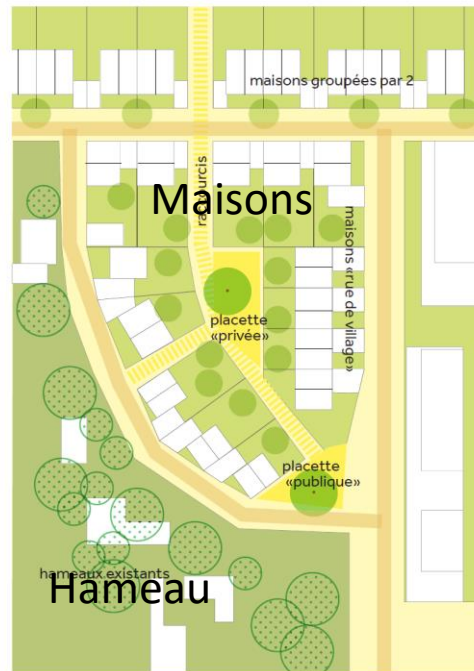 maisons groupées par 2
raccourcis
Maisons
maisons «rue de village»
placette
«privée»
placette
«publique»
hameaux existants
Hameau